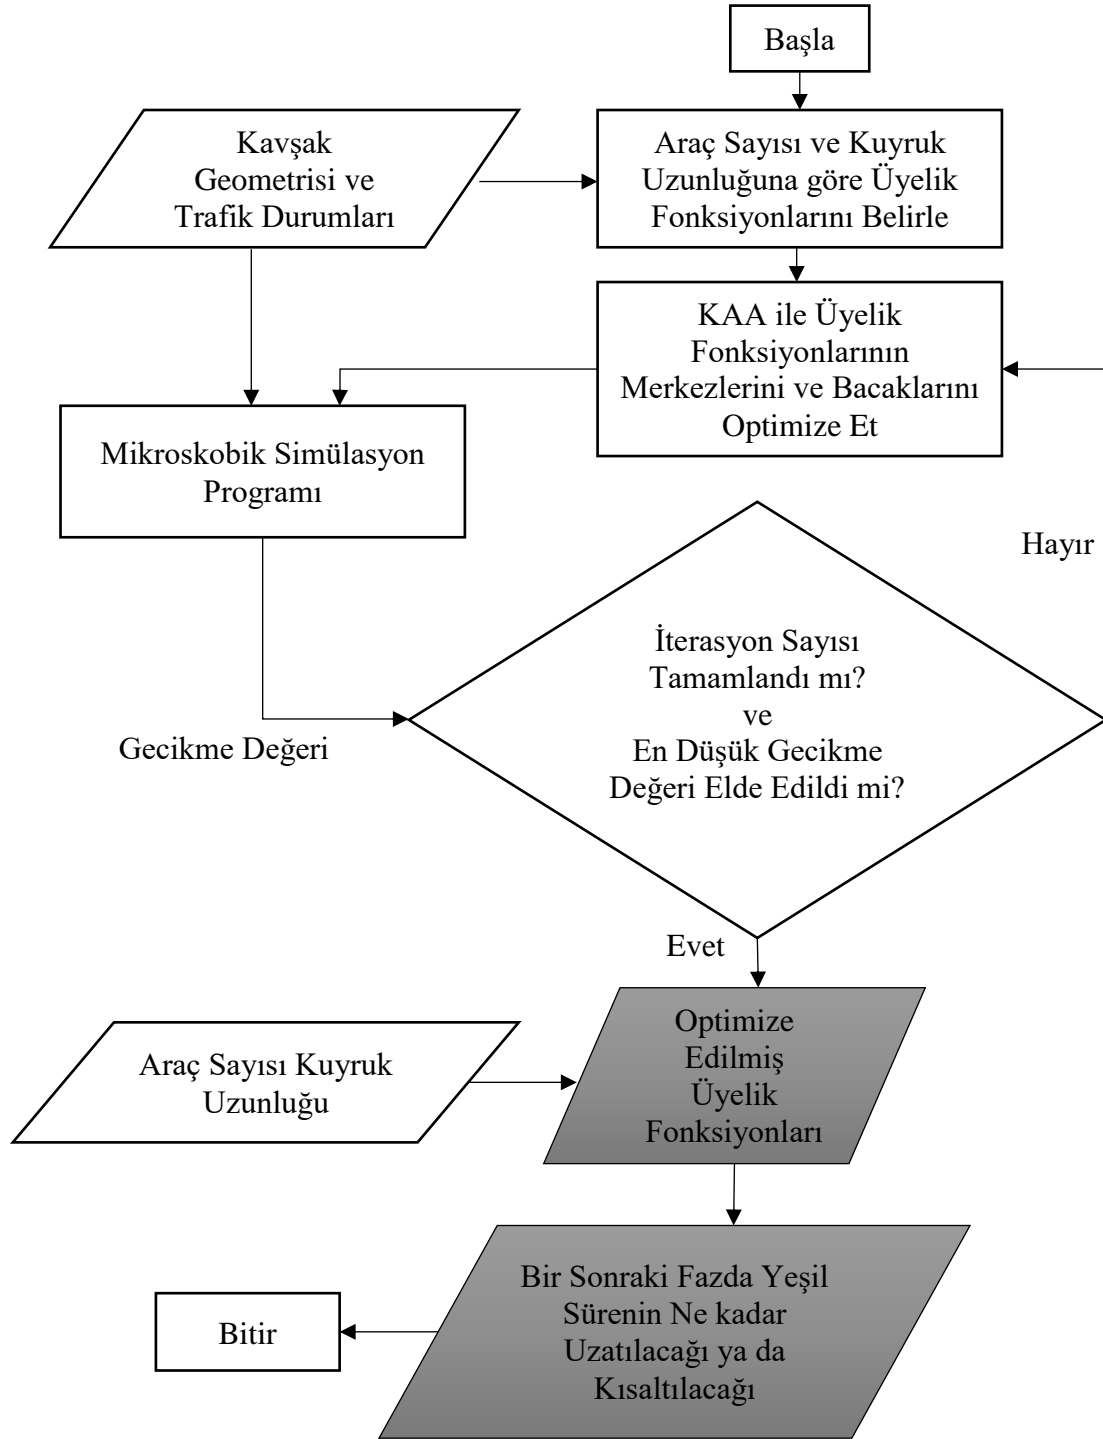 Başla
Kavşak
Geometrisi ve
Trafik Durumları
Araç Sayısı ve Kuyruk
Uzunluğuna göre Üyelik
Fonksiyonlarını Belirle
KAA ile Üyelik
Fonksiyonlarının
Merkezlerini ve Bacaklarını
Optimize Et
Mikroskobik Simülasyon
Programı
Hayır
İterasyon Sayısı
Tamamlandı mı?
ve
En Düşük Gecikme
Değeri Elde Edildi mi?
Gecikme Değeri
Evet
Optimize
Edilmiş
Üyelik
Fonksiyonları
Araç Sayısı Kuyruk
Uzunluğu
Bir Sonraki Fazda Yeşil
Sürenin Ne kadar
Uzatılacağı ya da
Kısaltılacağı
Bitir